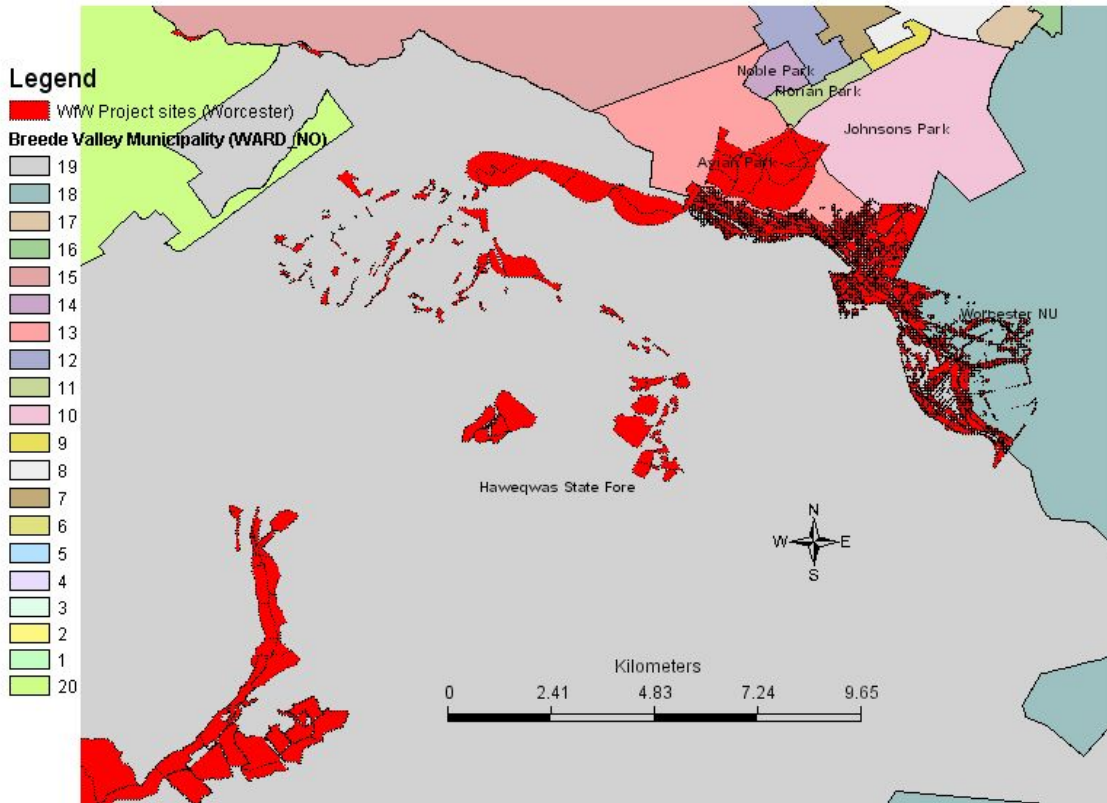 Legend
WfW Project sites (Worcester)
Breede Valley Municipality (WARD_NO)
19
18
17
16
15
14
13
12
11
10
9
8
7
6
5
4
3
2
1
20
Noble Park
Florian Park
Johnsons Park
Avian Park
Worcester NU
Haweqwas State Fore
N
W E
S
Kilometers
0 2.41 4.83 7.24 9.65